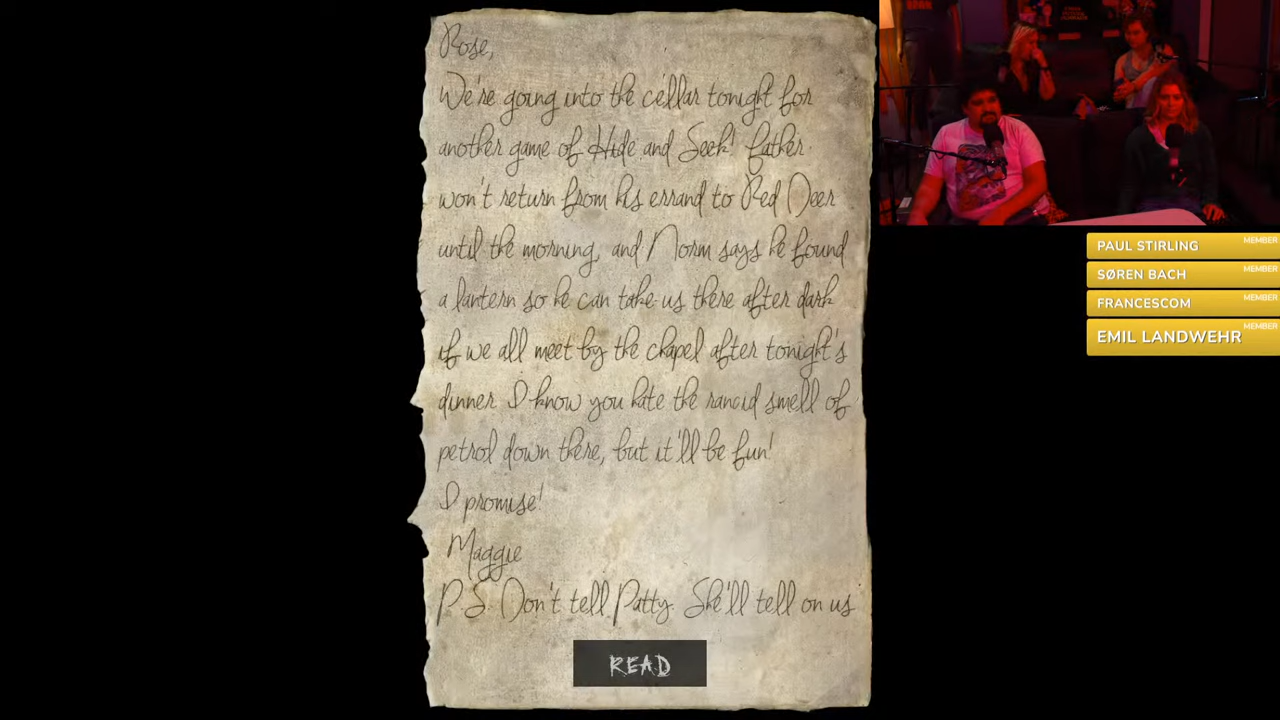 Rose,
We're going into the cellar tonight for
another game of Hide and Seek! Father
won't return from his errand to Red Deer
until the morning, and Norm says he found
a lantern so he can take us there after dark
if we all meet by the chapel after tonight's
dinner. I know you hate the rancid smell of
petrol down there, but it'll be fun!
I promise!
Maggie
P.S. Don't tell Patty. She'll tell on us
READ
PAUL STIRLING MEMBER
SØREN BACH MEMBER
FRANCESCOM MEMBER
EMIL LANDWEHR MEMBER